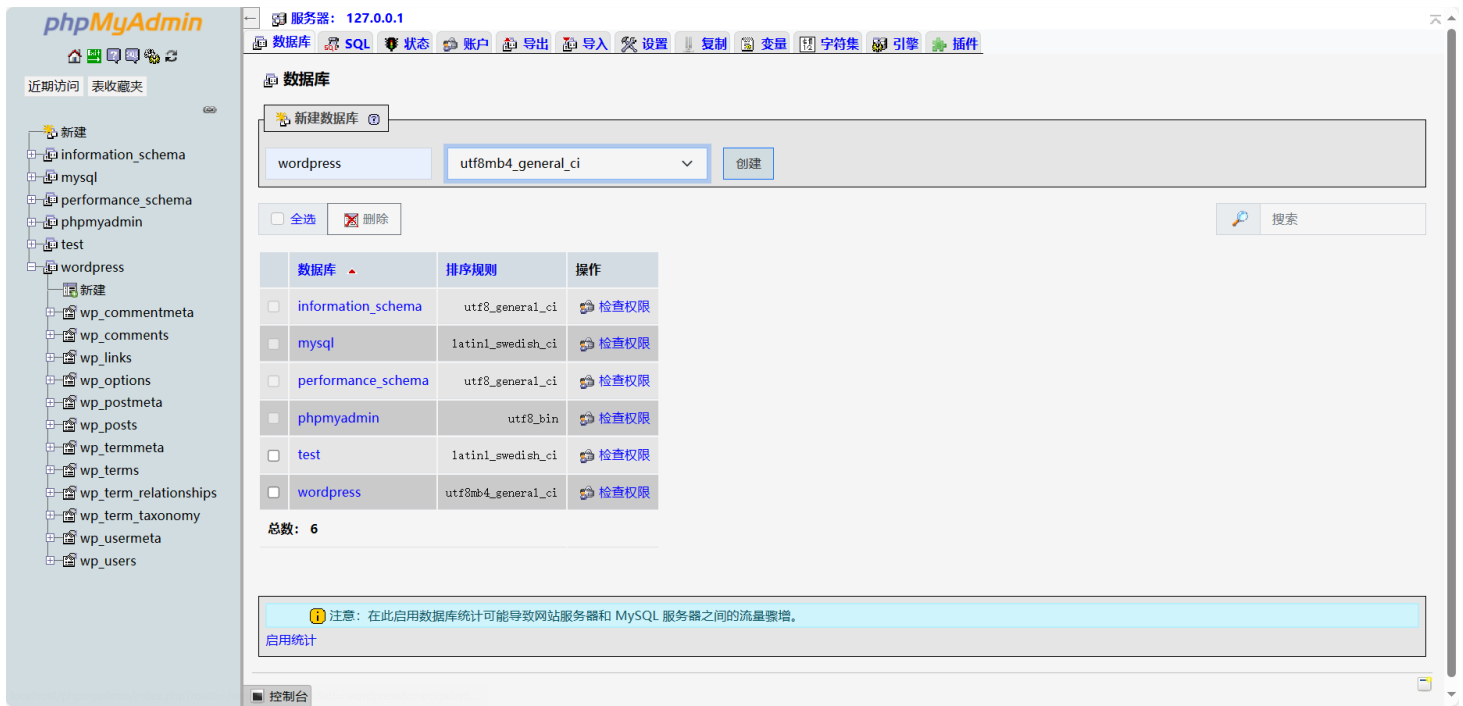 phpMyAdmin
近期访问 表收藏夹
新建
information_schema
mysql
performance_schema
phpmyadmin
test
wordpress
新建
wp_commentmeta
wp_comments
wp_links
wp_options
wp_postmeta
wp_posts
wp_termmeta
wp_terms
wp_term_relationships
wp_term_taxonomy
wp_usermeta
wp_users
服务器: 127.0.0.1
数据库 SQL 状态 账户 导出 导入 设置 复制 变量 字符集 引擎 插件
数据库
新建数据库
wordpress utf8mb4_general_ci 创建
全选 删除 搜索
数据库 排序规则 操作
information_schema utf8_general_ci 检查权限
mysql latin1_swedish_ci 检查权限
performance_schema utf8_general_ci 检查权限
phpmyadmin utf8_bin 检查权限
test latin1_swedish_ci 检查权限
wordpress utf8mb4_general_ci 检查权限
总数: 6
注意:在此启用数据库统计可能导致网站服务器和 MySQL 服务器之间的流量骤增。
启用统计
控制台